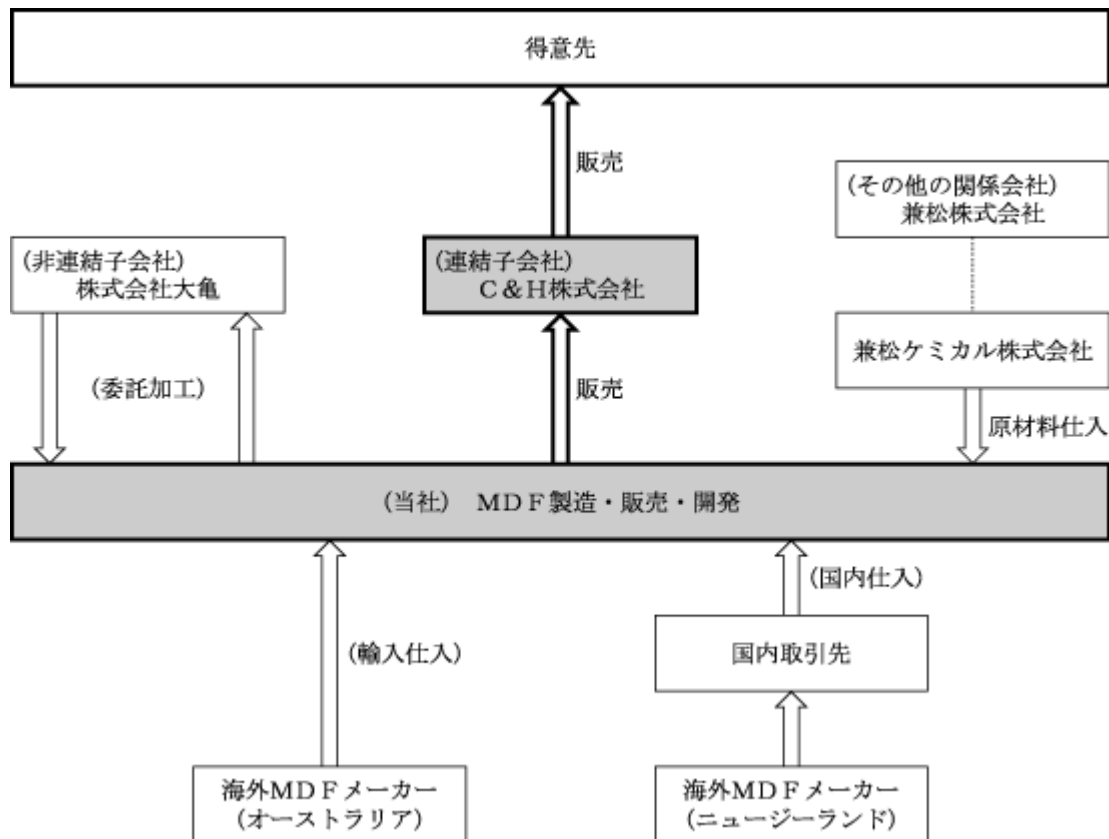 得意先
販売
(その他の関係会社)
兼松株式会社
(非連結子会社)
株式会社大亀
(連結子会社)
C&H株式会社
兼松ケミカル株式会社
(委託加工)
販売
原材料仕入
(当社) MDF製造・販売・開発
(国内仕入)
(輸入仕入)
国内取引先
海外MDFメーカー
(オーストラリア)
海外MDFメーカー
(ニュージーランド)